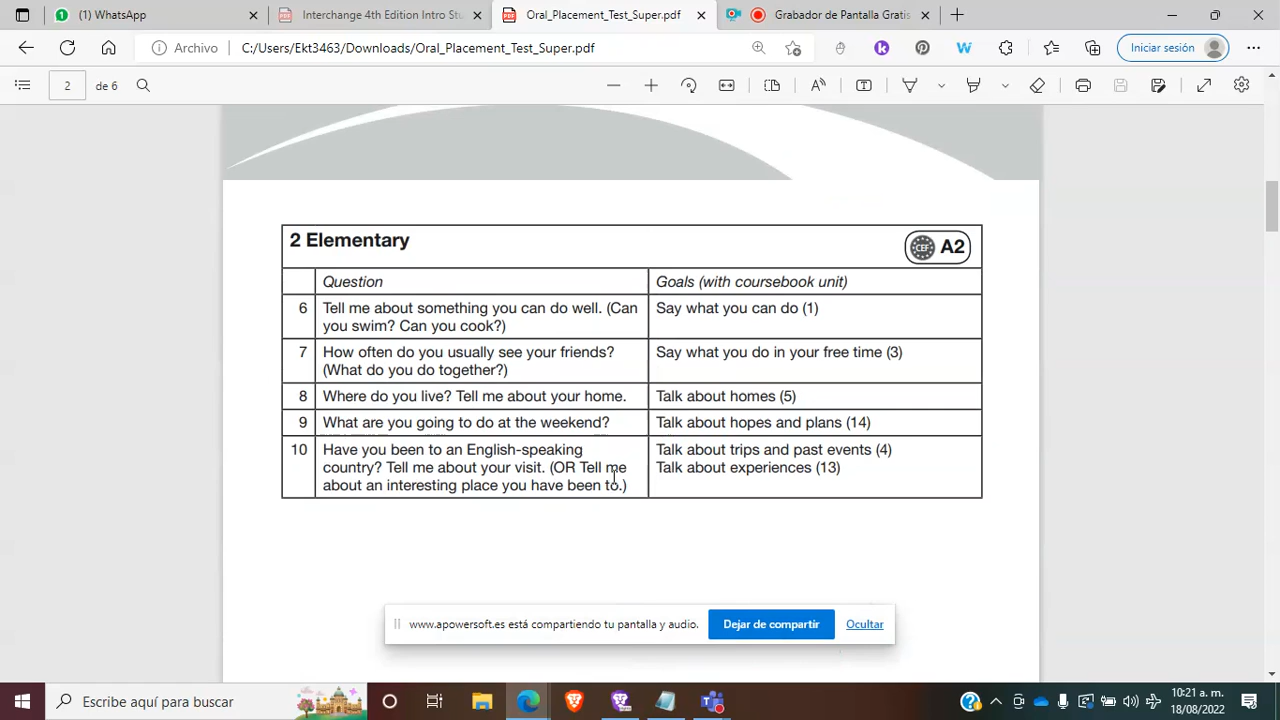 (1) WhatsApp
Interchange 4th Edition Intro Stu
Oral_Placement_Test_Super.pdf
Grabador de Pantalla Gratis
Archivo
C:/Users/Ekt3463/Downloads/Oral_Placement_Test_Super.pdf
Iniciar sesión
2 de 6
2 Elementary
CEF A2
Question Goals (with coursebook unit)
6 Tell me about something you can do well. (Can Say what you can do (1)
you swim? Can you cook?)
7 How often do you usually see your friends? Say what you do in your free time (3)
(What do you do together?)
8 Where do you live? Tell me about your home. Talk about homes (5)
9 What are you going to do at the weekend? Talk about hopes and plans (14)
10 Have you been to an English-speaking Talk about trips and past events (4)
country? Tell me about your visit. (OR Tell me Talk about experiences (13)
about an interesting place you have been to.)
www.apowersoft.es está compartiendo tu pantalla y audio. Dejar de compartir Ocultar
Escribe aquí para buscar
10:21 a. m.
18/08/2022